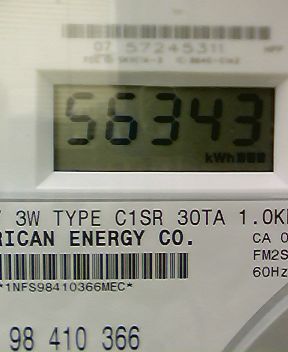 07 57245311
56343
kWh
3W TYPE C1SR 30TA 1.0K
RICAN ENERGY CO.
CA 0
FM2S
60Hz
*1NFS98410366MEC*
98 410 366